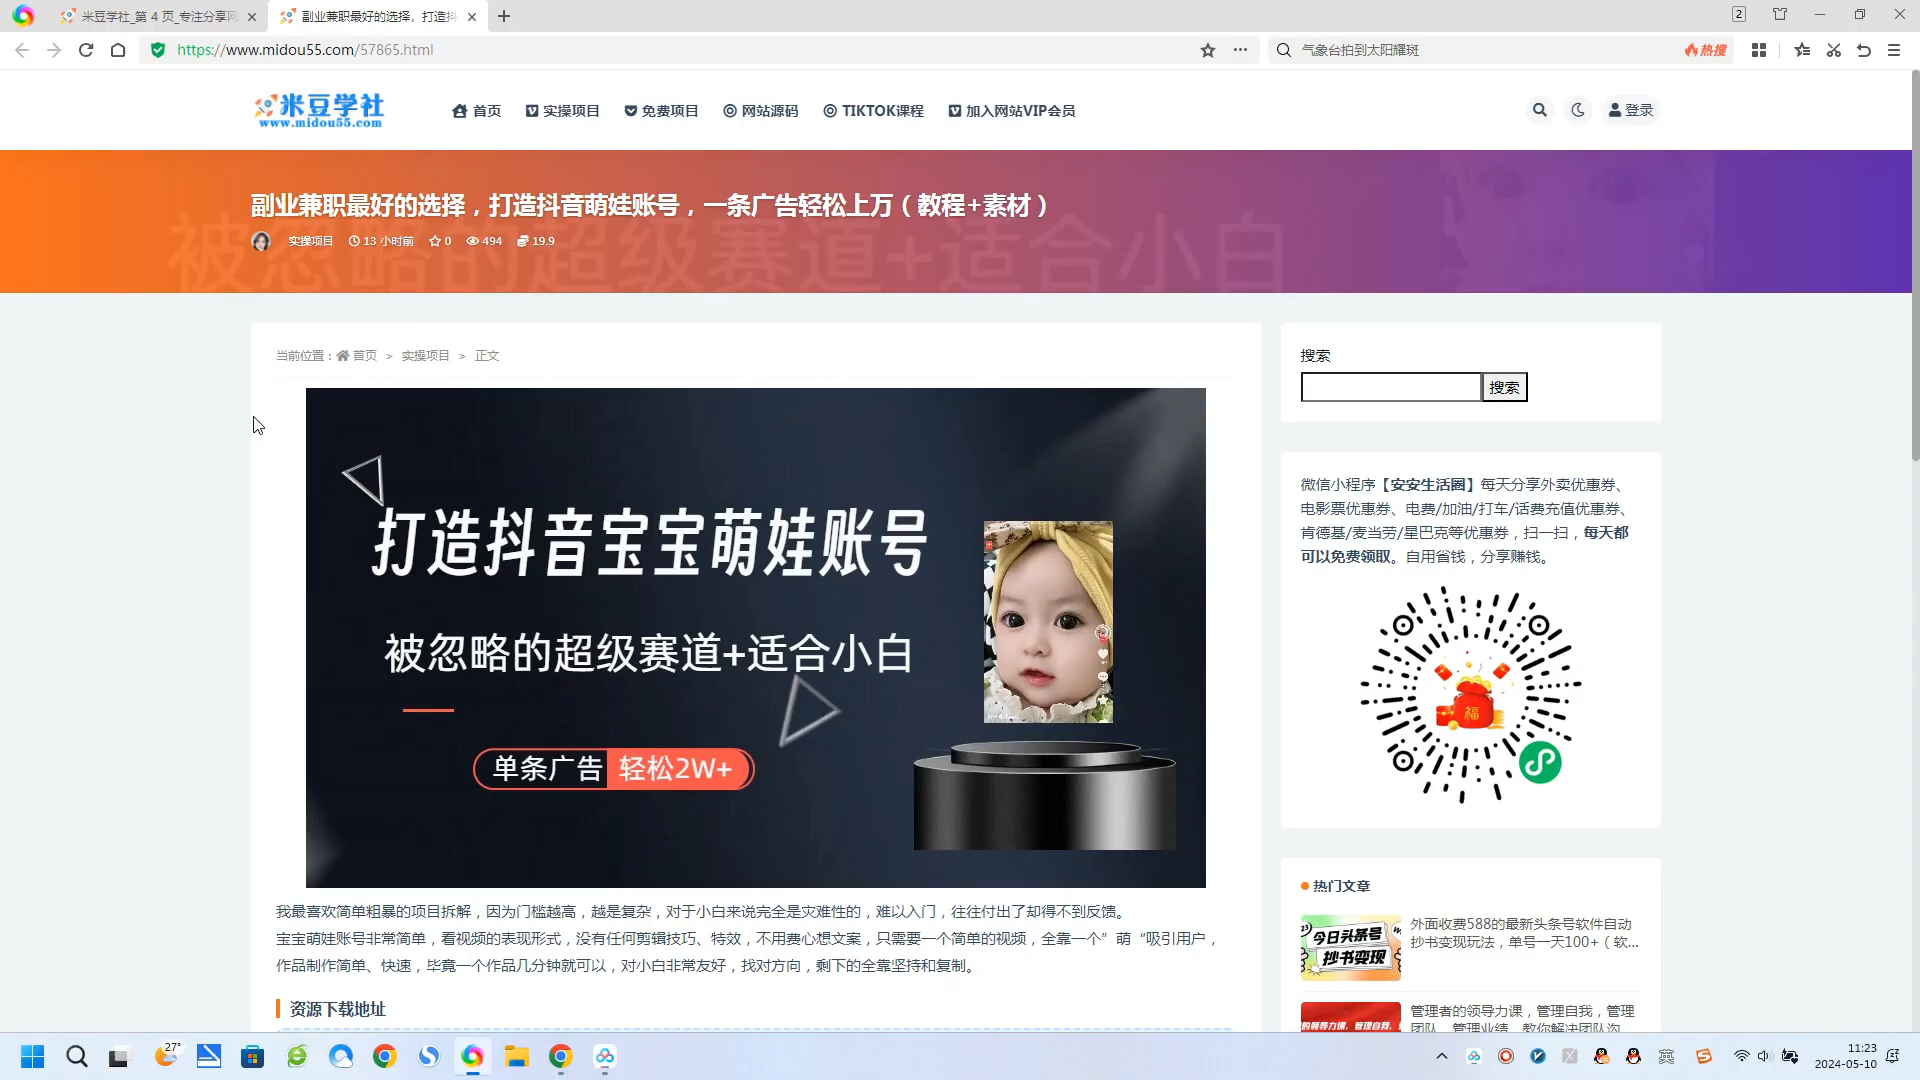 米豆学社_第 4 页_专注分享网
副业兼职最好的选择，打造抖
2
https://www.midou55.com/57865.html
气象台拍到太阳耀斑
热搜
米豆学社
www.midou55.com
首页
实操项目
免费项目
网站源码
TIKTOK课程
加入网站VIP会员
登录
副业兼职最好的选择，打造抖音萌娃账号，一条广告轻松上万（教程+素材）
实操项目 13 小时前 0 494 19.9
被忽略的超级赛道+适合小白
当前位置：首页 > 实操项目 > 正文
打造抖音宝宝萌娃账号
被忽略的超级赛道+适合小白
单条广告 轻松2W+
我最喜欢简单粗暴的项目拆解，因为门槛越高，越是复杂，对于小白来说完全是灾难性的，难以入门，往往付出了却得不到反馈。
宝宝萌娃账号非常简单，看视频的表现形式，没有任何剪辑技巧、特效，不用费心想文案，只需要一个简单的视频，全靠一个”萌“吸引用户，
作品制作简单、快速，毕竟一个作品几分钟就可以，对小白非常友好，找对方向，剩下的全靠坚持和复制。
资源下载地址
搜索
搜索
微信小程序【安安生活圈】每天分享外卖优惠券、
电影票优惠券、电费/加油/打车/话费充值优惠券、
肯德基/麦当劳/星巴克等优惠券，扫一扫，每天都
可以免费领取。自用省钱，分享赚钱。
福
热门文章
今日头条号
抄书变现
外面收费588的最新头条号软件自动
抄书变现玩法，单号一天100+（软...
管理者的领导力课，管理自我，管理
团队，管理业绩，教你解决团队沟
27°
英
11:23
2024-05-10